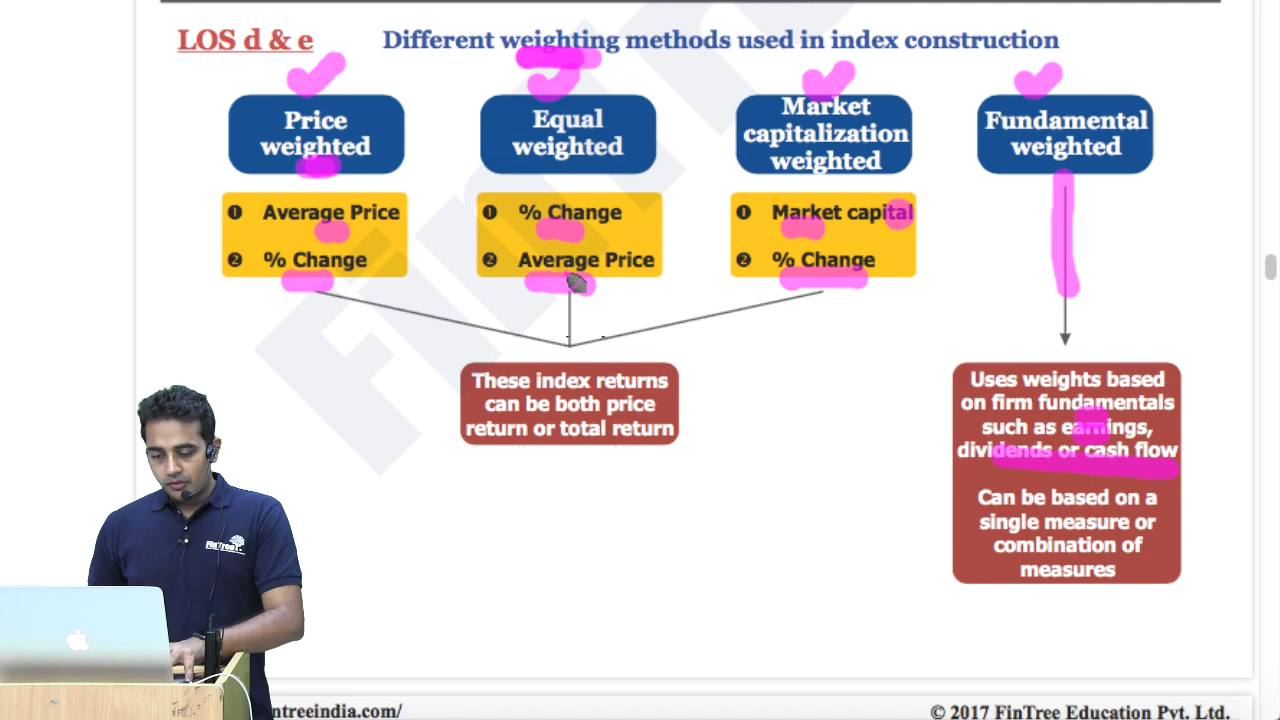 LOS d & e
Different weighting methods used in index construction
Price
weighted
Equal
weighted
Market
capitalization
weighted
Fundamental
weighted
❶ Average Price
❷ % Change
❶ % Change
❷ Average Price
❶ Market capital
❷ % Change
These index returns
can be both price
return or total return
Uses weights based
on firm fundamentals
such as earnings,
dividends or cash flow
Can be based on a
single measure or
combination of
measures
FinTree
ntreeindia.com/
© 2017 FinTree Education Pvt. Ltd.